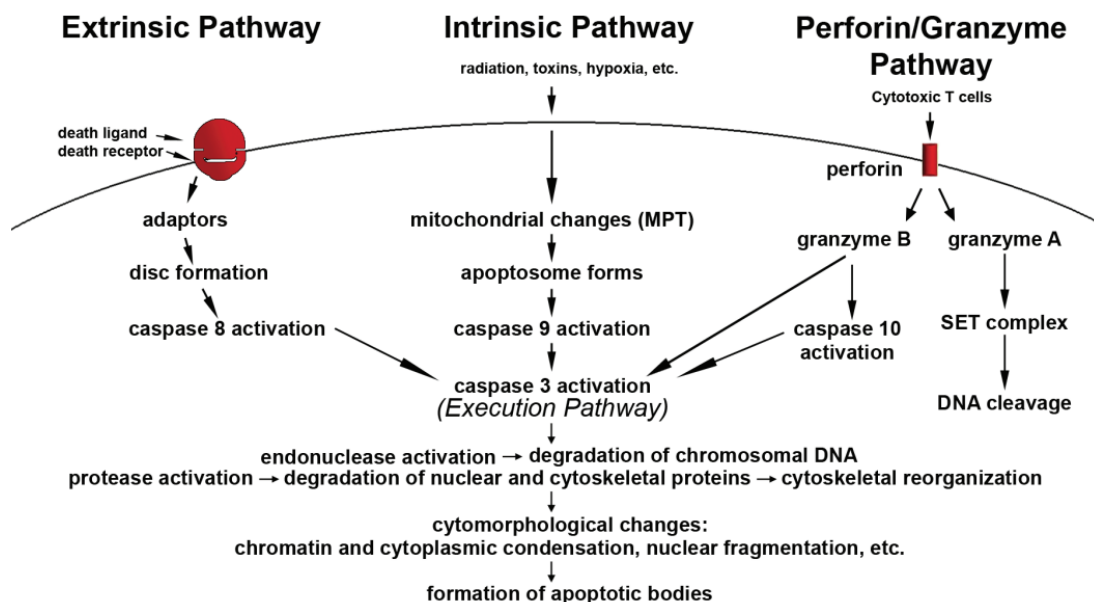 Extrinsic Pathway
Intrinsic Pathway
Perforin/Granzyme
Pathway
radiation, toxins, hypoxia, etc.
Cytotoxic T cells
death ligand
death receptor
perforin
adaptors
mitochondrial changes (MPT)
granzyme B
granzyme A
disc formation
apoptosome forms
caspase 8 activation
caspase 9 activation
caspase 10
activation
SET complex
caspase 3 activation
(Execution Pathway)
DNA cleavage
endonuclease activation → degradation of chromosomal DNA
protease activation → degradation of nuclear and cytoskeletal proteins → cytoskeletal reorganization
cytomorphological changes:
chromatin and cytoplasmic condensation, nuclear fragmentation, etc.
formation of apoptotic bodies